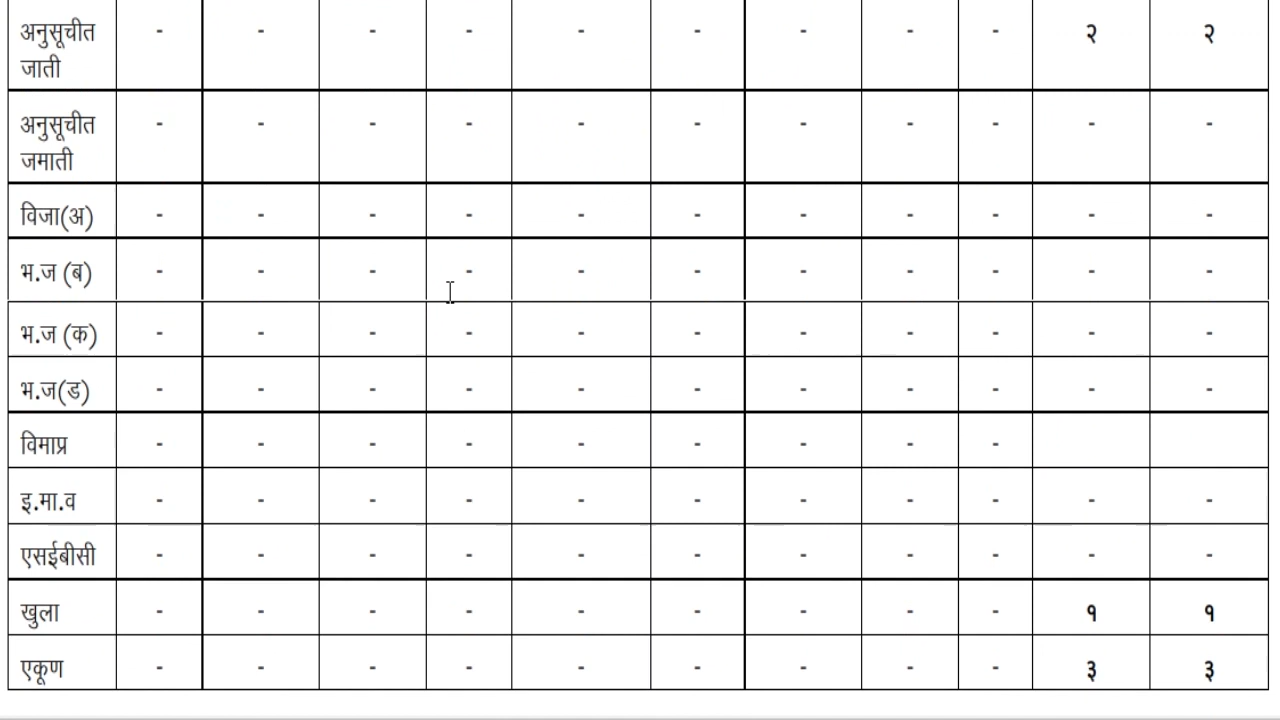 अनुसूचीत - - - - - - - - - २ २
जाती
अनुसूचीत - - - - - - - - - - -
जमाती
विजा(अ) - - - - - - - - - - -
भ.ज (ब) - - - - - - - - - - -
भ.ज (क) - - - - - - - - - - -
भ.ज(ड) - - - - - - - - - - -
विमाप्र - - - - - - - - -
इ.मा.व - - - - - - - - - - -
एसईबीसी - - - - - - - - - - -
खुला - - - - - - - - - १ १
एकूण - - - - - - - - - ३ ३